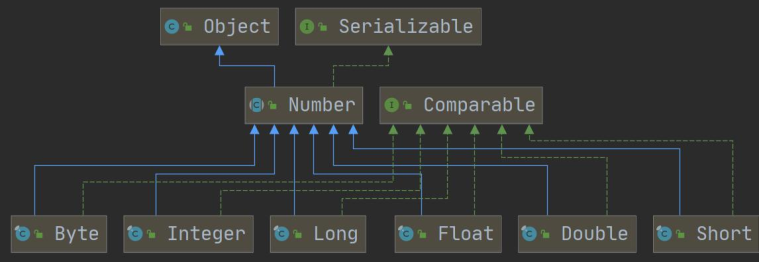 Object Serializable
Number Comparable
Byte Integer Long Float Double Short